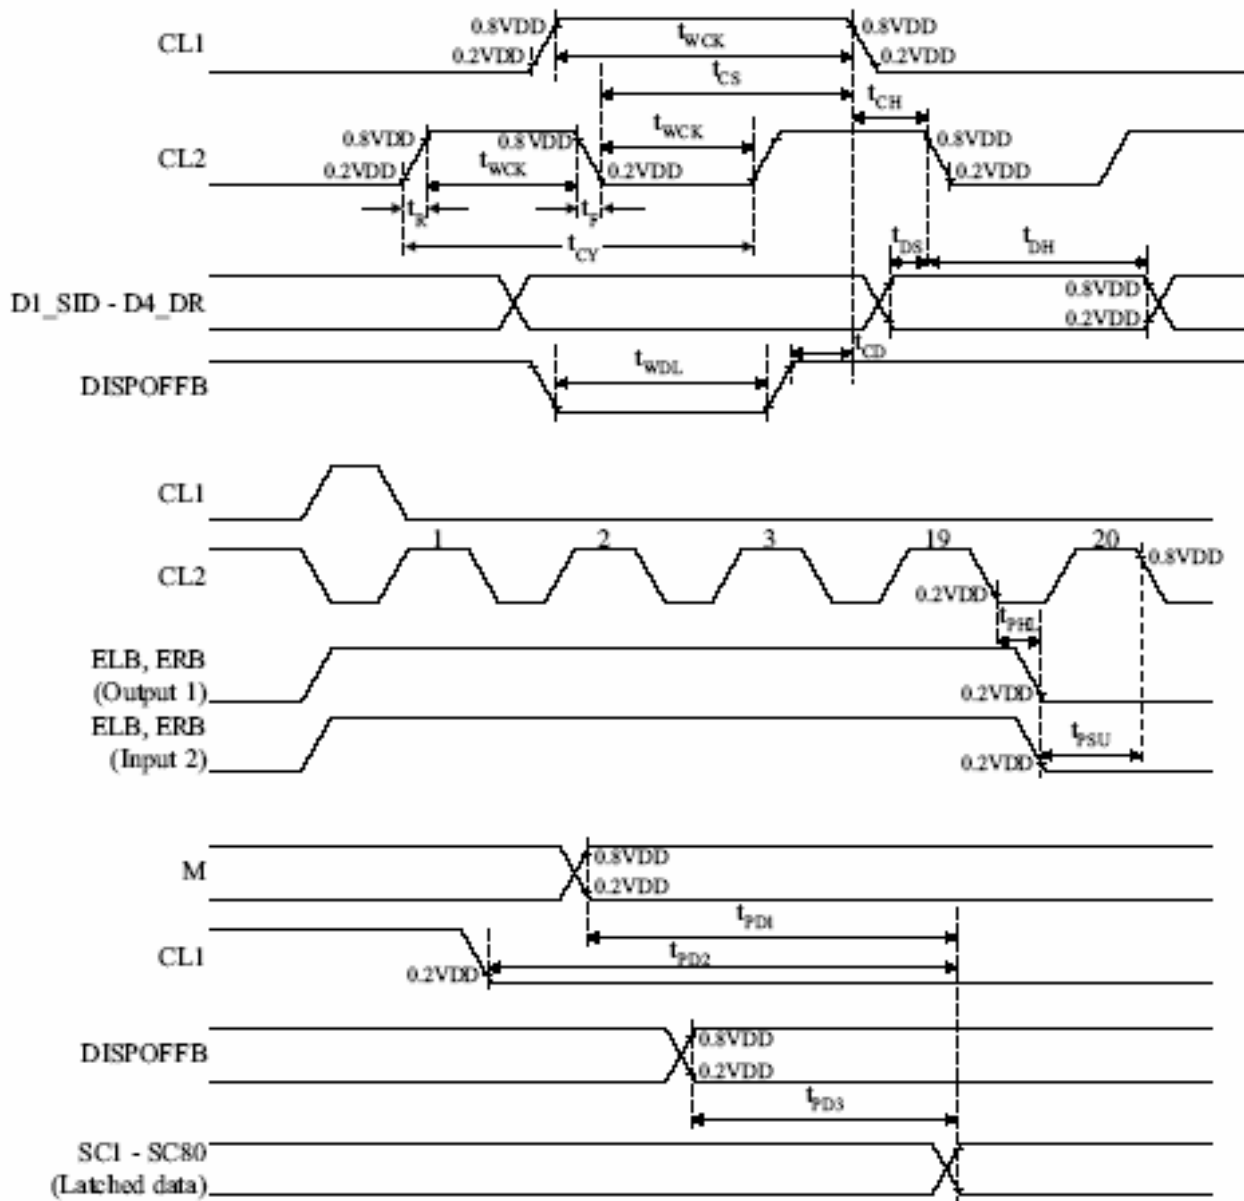 CL1
0.8VDD
0.2VDD
tWCK
0.8VDD
0.2VDD
tCS
tCH
CL2
0.8VDD
0.2VDD
tWCK
0.8VDD
0.2VDD
tWCK
0.8VDD
0.2VDD
tR
tF
tCY
tDS
tDH
D1_SID - D4_DR
0.8VDD
0.2VDD
tCD
DISPOFFB
tWDL
CL1
1
2
3
19
20
CL2
0.2VDD
0.8VDD
tPHL
ELB, ERB
(Output 1)
0.2VDD
ELB, ERB
(Input 2)
0.2VDD
tPSU
M
0.8VDD
0.2VDD
tPD1
CL1
0.2VDD
tPD2
DISPOFFB
0.8VDD
0.2VDD
tPD3
SC1 - SC80
(Latched data)